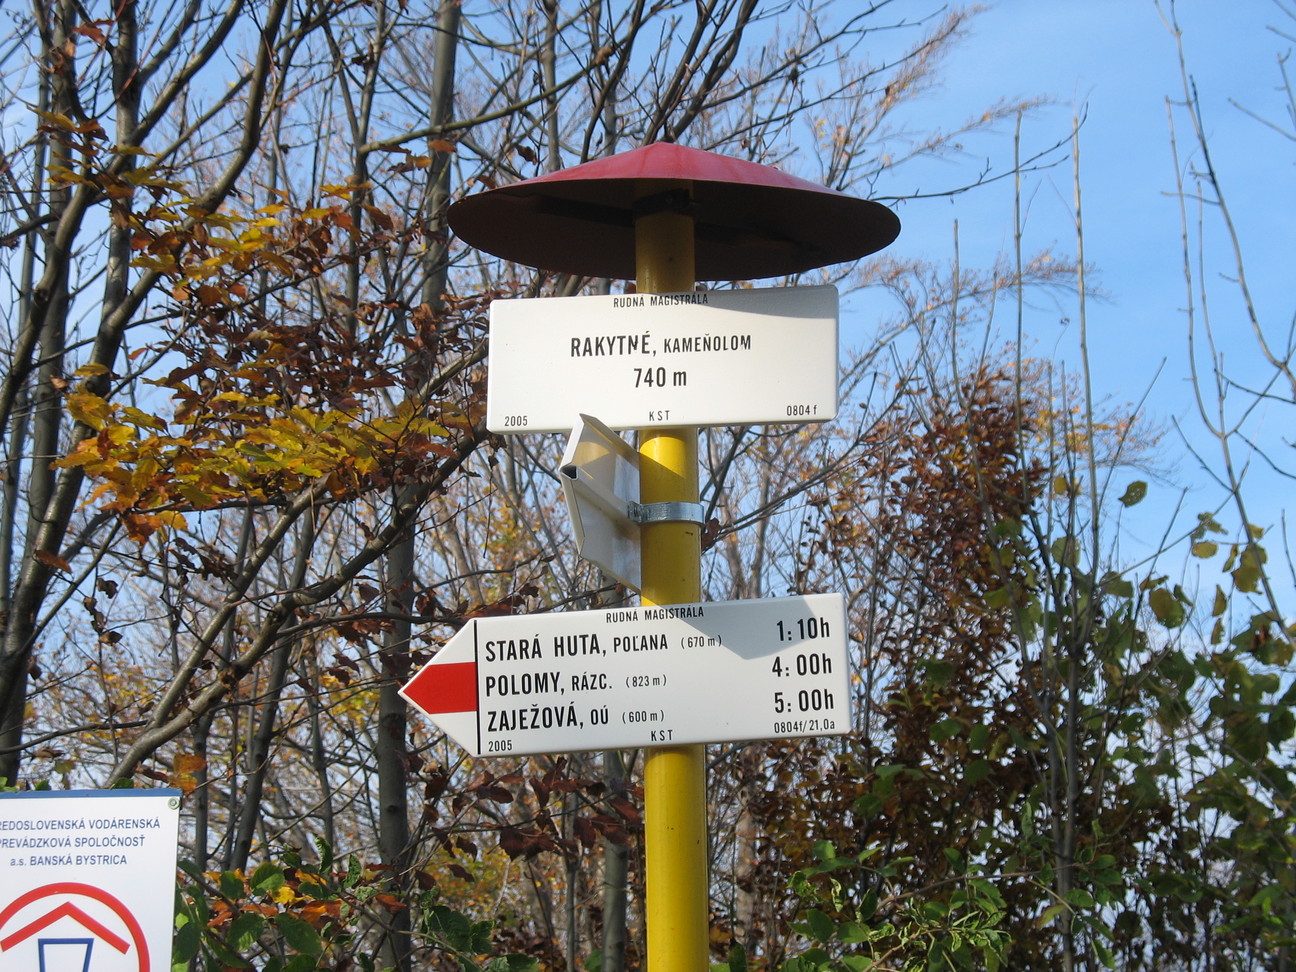 RUDNÁ MAGISTRÁLA
RAKYTNÉ, KAMEŇOLOM
740 m
2005 KST 0804 f
RUDNÁ MAGISTRÁLA
STARÁ HUTA, POĽANA (670 m) 1:10h
POLOMY, RÁZC. (823 m) 4:00h
ZAJEŽOVÁ, OÚ (600 m) 5:00h
2005 KST 0804f/21,0a
REDOSLOVENSKÁ VODÁRENSKÁ
PREVÁDZKOVÁ SPOLOČNOSŤ
a.s. BANSKÁ BYSTRICA